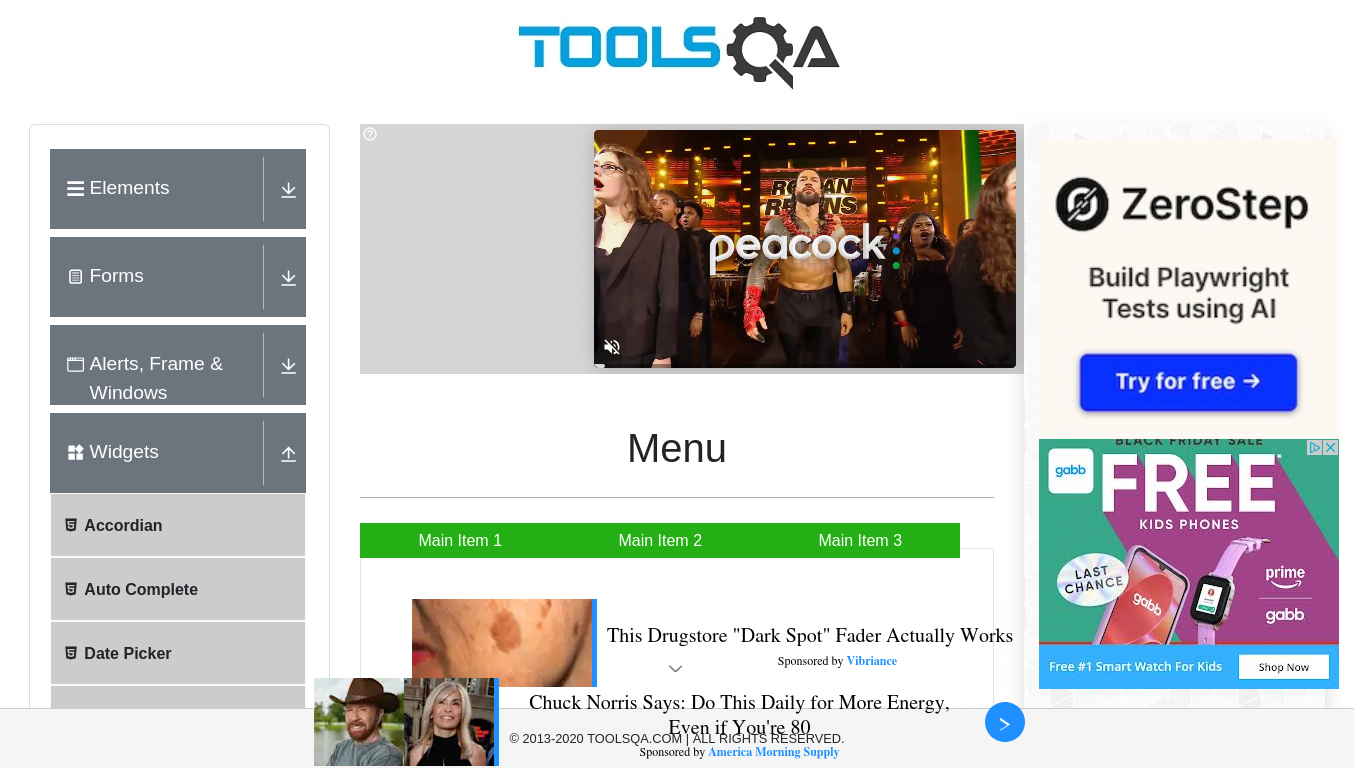 TOOLSQA
Elements
Forms
Alerts, Frame &
Windows
Widgets
Accordian
Auto Complete
Date Picker
ROMAN
REIGNS
peacock
Menu
Main Item 1
Main Item 2
Main Item 3
This Drugstore "Dark Spot" Fader Actually Works
Sponsored by Vibriance
Chuck Norris Says: Do This Daily for More Energy,
Even if You're 80
Sponsored by America Morning Supply
© 2013-2020 TOOLSQA.COM | ALL RIGHTS RESERVED.
ZeroStep
Build Playwright
Tests using AI
Try for free →
BLACK FRIDAY SALE
gabb
FREE
KIDS PHONES
LAST
CHANCE
gabb
prime
gabb
Free #1 Smart Watch For Kids
Shop Now